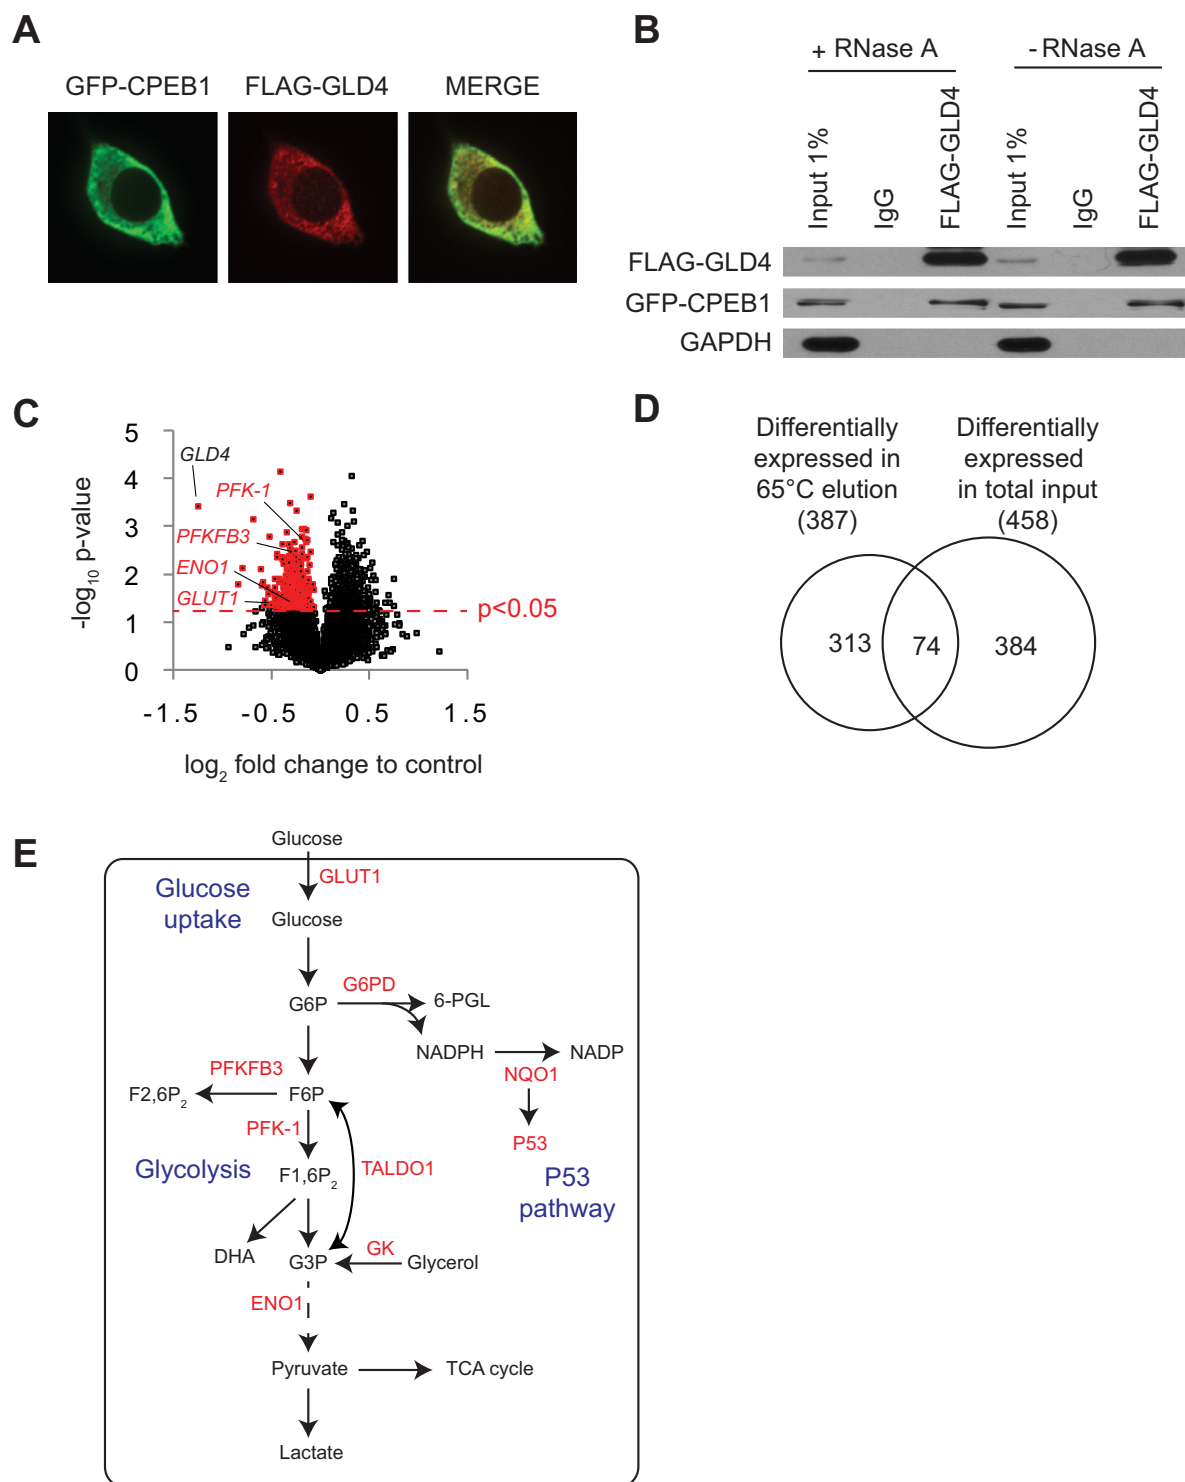 A
GFP-CPEB1
FLAG-GLD4
MERGE
B
+ RNase A
- RNase A
Input 1%
IgG
FLAG-GLD4
Input 1%
IgG
FLAG-GLD4
FLAG-GLD4
GFP-CPEB1
GAPDH
C
-log10 p-value
5
4
3
2
1
0
GLD4
PFK-1
PFKFB3
ENO1
GLUT1
p<0.05
-1.5
-0.5
0.5
1.5
log2 fold change to control
D
Differentially
expressed in
65°C elution
(387)
Differentially
expressed
in total input
(458)
313
74
384
E
Glucose
GLUT1
Glucose
uptake
Glucose
G6P
G6PD
6-PGL
NADPH
NADP
NQO1
P53
P53
pathway
PFKFB3
F2,6P2
F6P
PFK-1
Glycolysis
F1,6P2
TALDO1
DHA
G3P
GK
Glycerol
ENO1
Pyruvate
TCA cycle
Lactate